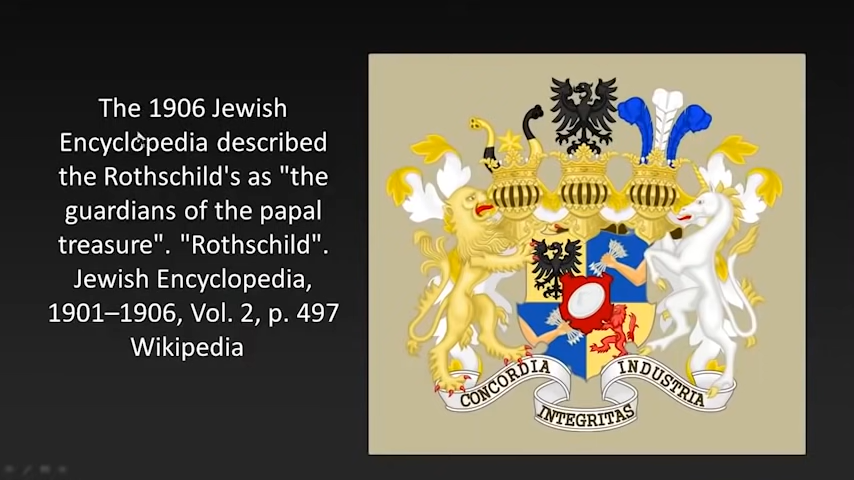 The 1906 Jewish
Encyclopedia described
the Rothschild's as "the
guardians of the papal
treasure". "Rothschild".
Jewish Encyclopedia,
1901–1906, Vol. 2, p. 497
Wikipedia
CONCORDIA
INTEGRITAS
INDUSTRIA